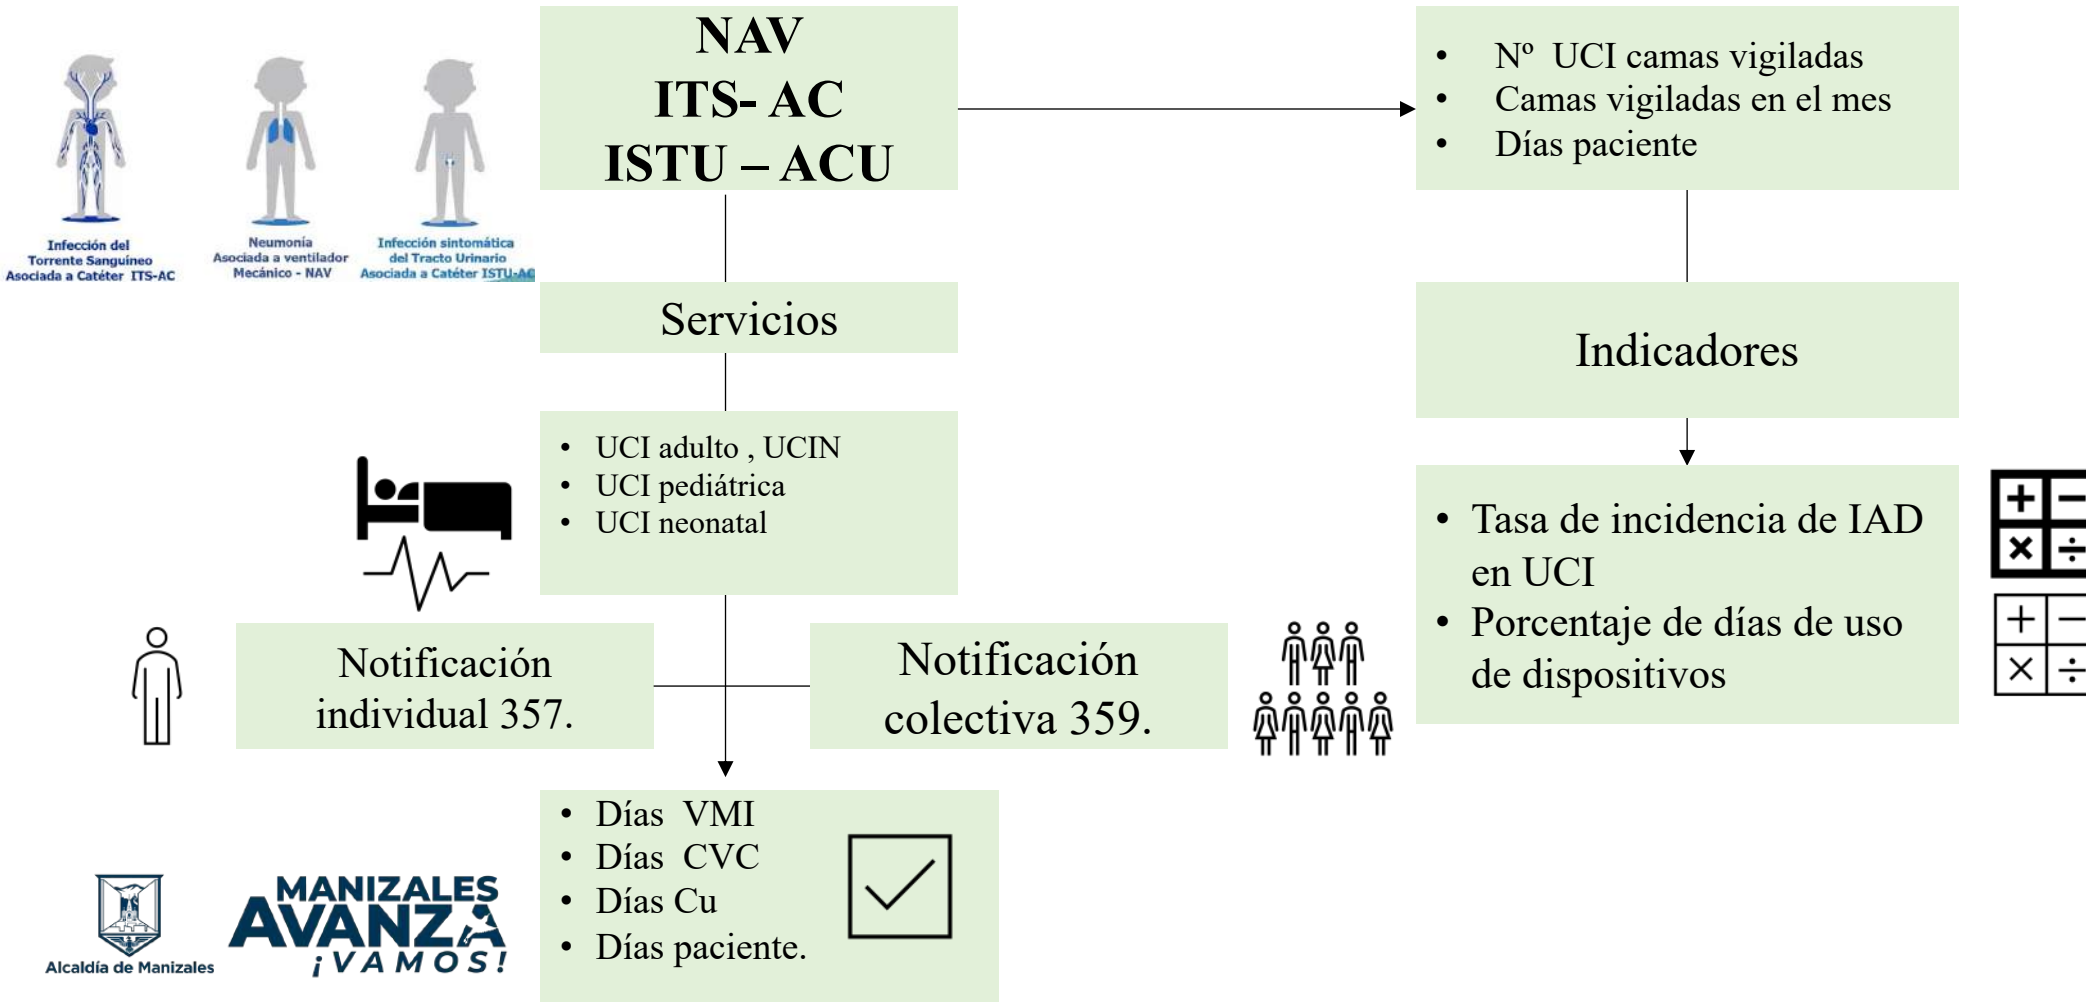 NAV
ITS- AC
ISTU – ACU
• Nº UCI camas vigiladas
• Camas vigiladas en el mes
• Días paciente
Infección del
Torrente Sanguíneo
Asociada a Catéter ITS-AC
Neumonía
Asociada a ventilador
Mecánico - NAV
Infección sintomática
del Tracto Urinario
Asociada a Catéter ISTU-AC
Servicios
Indicadores
• UCI adulto , UCIN
• UCI pediátrica
• UCI neonatal
• Tasa de incidencia de IAD
en UCI
• Porcentaje de días de uso
de dispositivos
Notificación
individual 357.
Notificación
colectiva 359.
• Días VMI
• Días CVC
• Días Cu
• Días paciente.
Alcaldía de Manizales
MANIZALES
AVANZA
¡VAMOS!